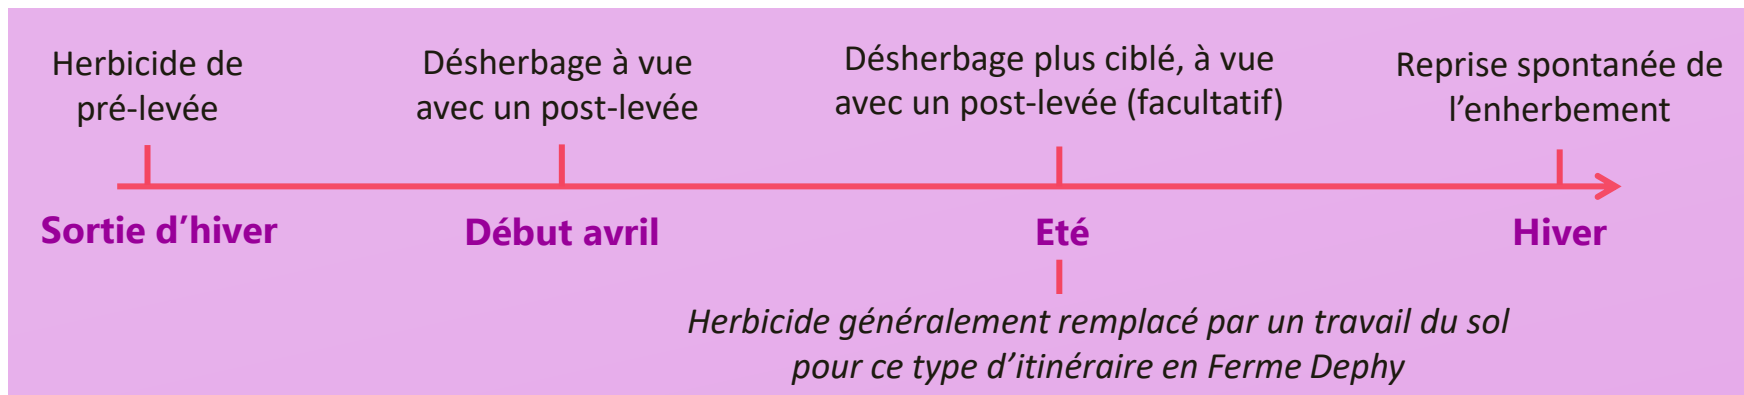 Herbicide de
pré-levée
Désherbage à vue
avec un post-levée
Désherbage plus ciblé, à vue
avec un post-levée (facultatif)
Reprise spontanée de
l’enherbement
Sortie d’hiver
Début avril
Eté
Hiver
Herbicide généralement remplacé par un travail du sol
pour ce type d’itinéraire en Ferme Dephy